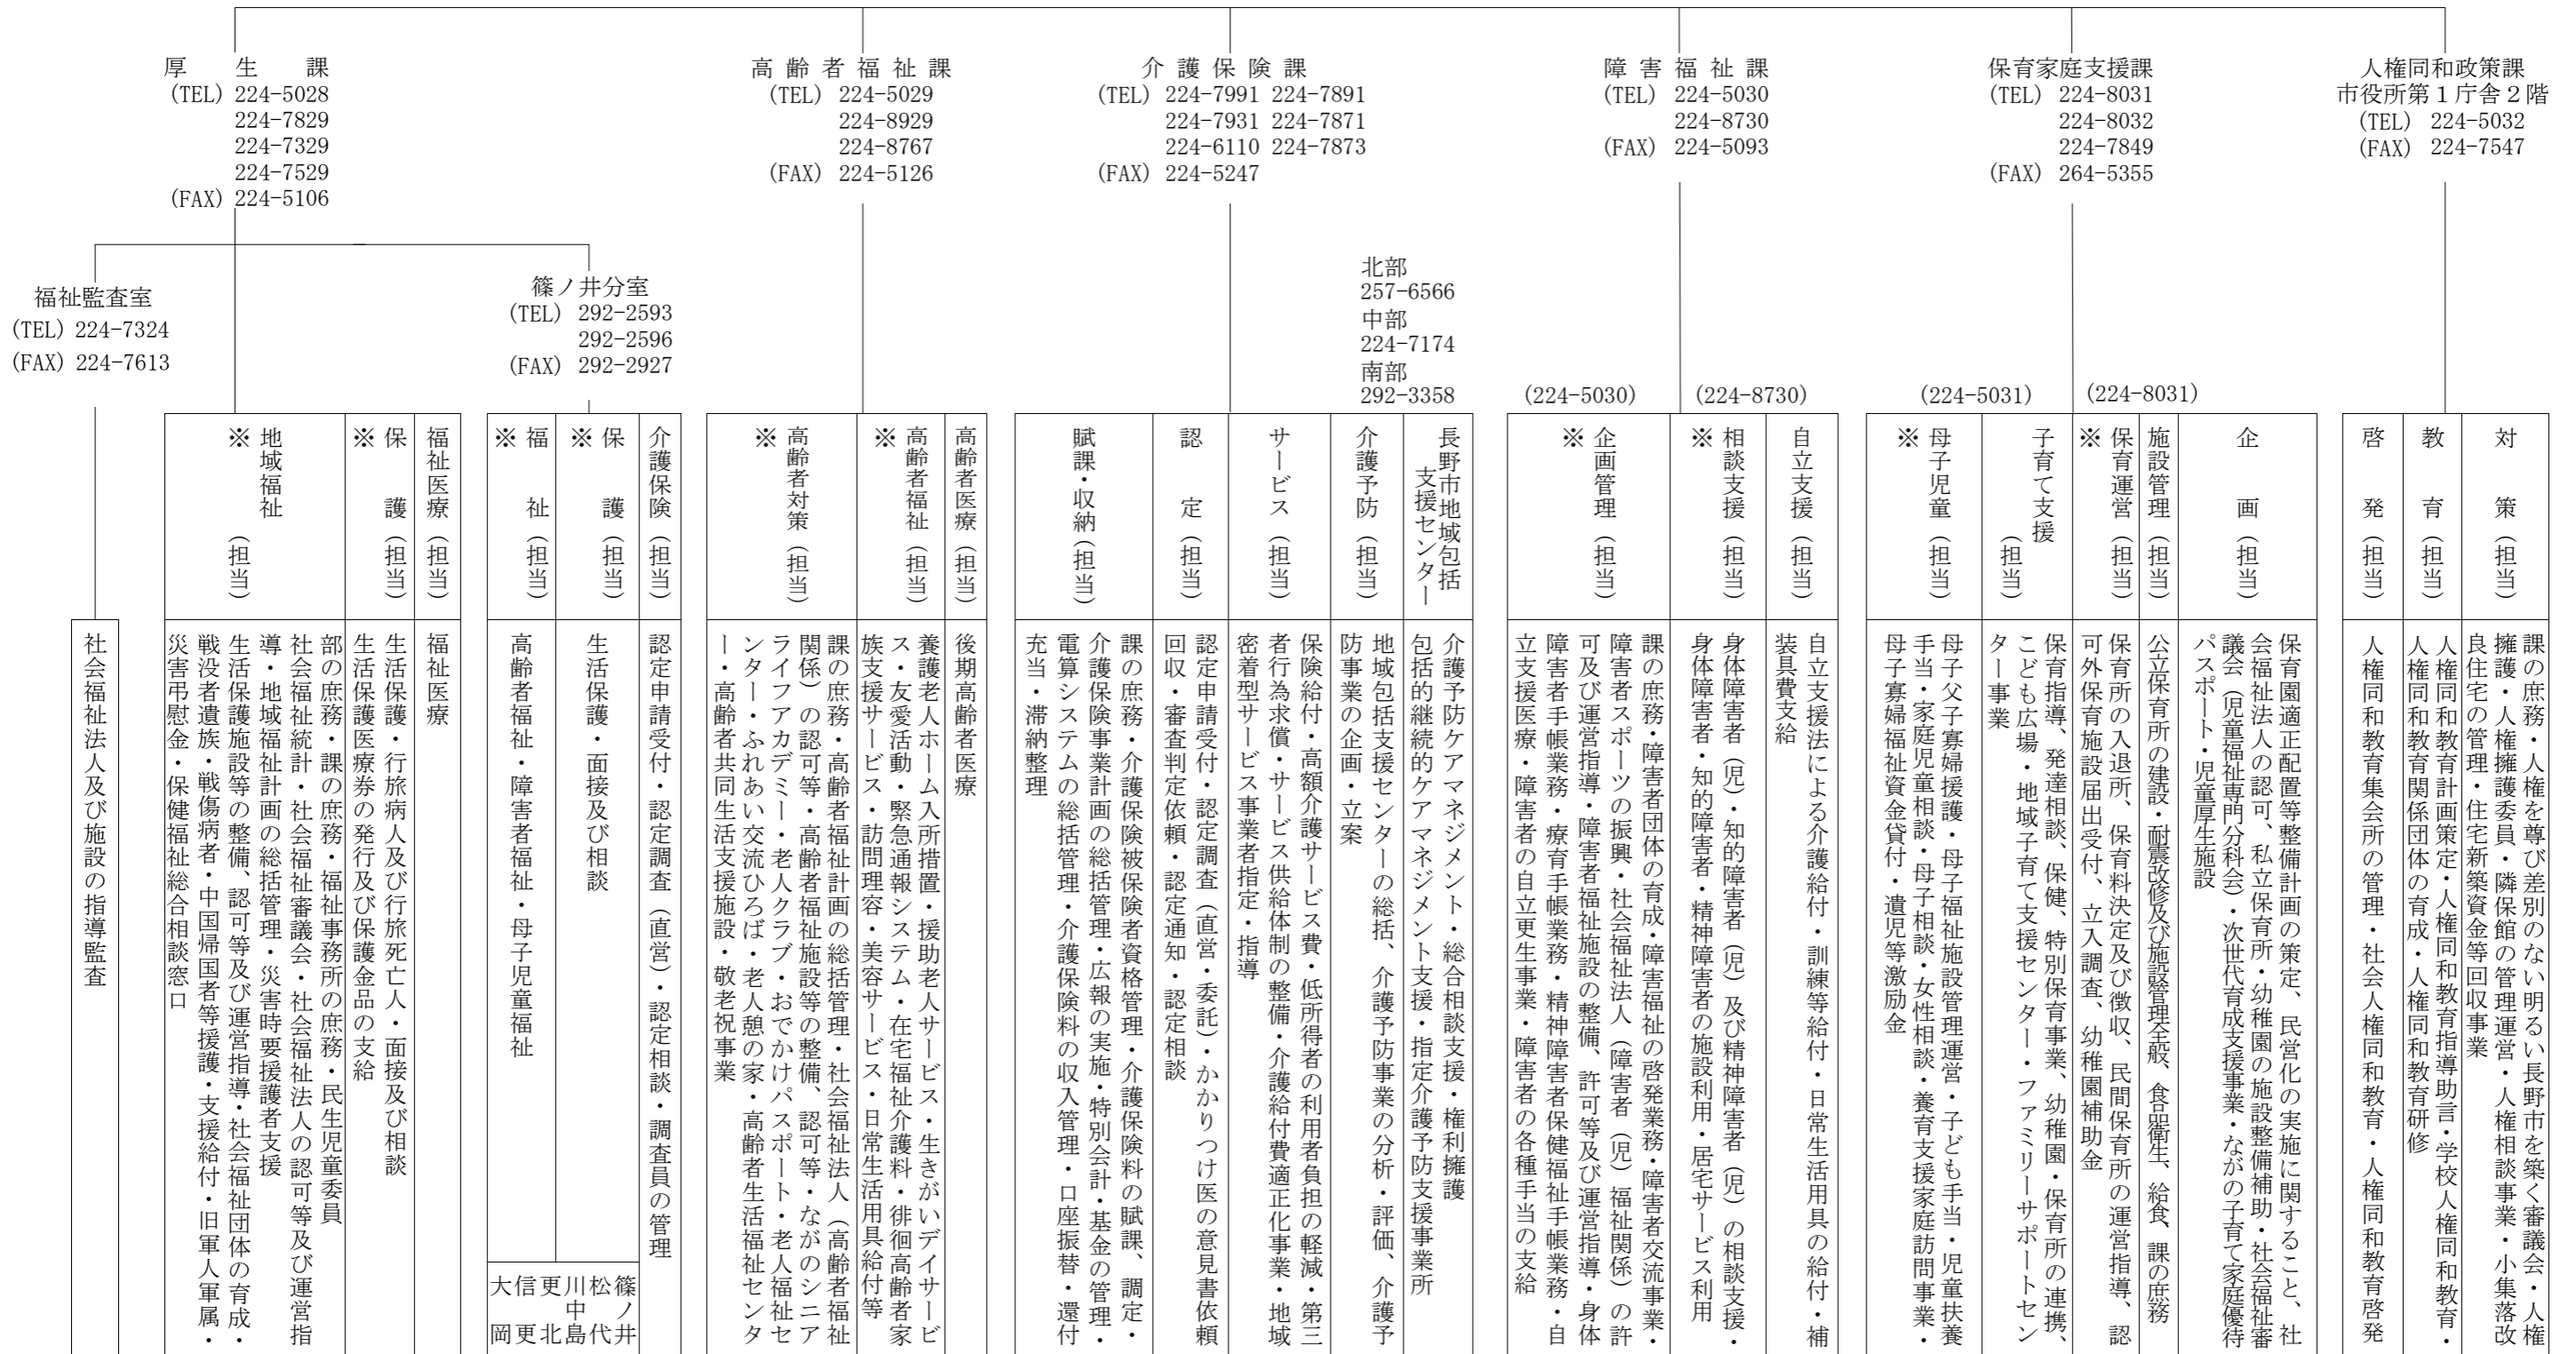 厚生課
(TEL) 224-5028
224-7829
224-7329
224-7529
(FAX) 224-5106
高齢者福祉課
(TEL) 224-5029
224-8929
224-8767
(FAX) 224-5126
介護保険課
(TEL) 224-7991 224-7891
224-7931 224-7871
224-6110 224-7873
(FAX) 224-5247
障害福祉課
(TEL) 224-5030
224-8730
(FAX) 224-5093
保育家庭支援課
(TEL) 224-8031
224-8032
224-7849
(FAX) 264-5355
人権同和政策課
市役所第1庁舎2階
(TEL) 224-5032
(FAX) 224-7547
福祉監査室
(TEL) 224-7324
(FAX) 224-7613
篠ノ井分室
(TEL) 292-2593
292-2596
(FAX) 292-2927
北部
257-6566
中部
224-7174
南部
292-3358
(224-5030)
(224-8730)
(224-5031)
(224-8031)
社会福祉法人及び施設の指導監査
地域福祉
※(担当)
部の庶務・課の庶務・福祉事務所の庶務・民生児童委員
社会福祉統計・社会福祉審議会・社会福祉法人の認可等及び運営指
導・地域福祉計画の総括管理・災害時要援護者支援
生活保護施設等の整備、認可等及び運営指導・社会福祉団体の育成・
戦没者遺族・戦傷病者・中国帰国者等援護・支援給付・旧軍人軍属・
災害弔慰金・保健福祉総合相談窓口
保護(担当)
※
生活保護・行旅病人及び行旅死亡人・面接及び相談
生活保護医療券の発行及び保護金品の支給
福祉医療(担当)
福祉医療
福祉(担当)
※
高齢者福祉・障害者福祉・母子児童福祉
保護(担当)
※
生活保護・面接及び相談
篠ノ井
松代
川中島
更北
信更
大岡
介護保険(担当)
認定申請受付・認定調査(直営)・認定相談・調査員の管理
高齢者対策(担当)
※
課の庶務・高齢者福祉計画の総括管理・社会福祉法人(高齢者福祉
関係)の認可等・高齢者福祉施設等の整備、認可等・ながのシニア
ライフアカデミー・老人クラブ・おでかけパスポート・老人福祉セ
ンター・ふれあい交流ひろば・老人憩の家・高齢者生活福祉センタ
ー・高齢者共同生活支援施設・敬老祝事業
高齢者福祉(担当)
※
養護老人ホーム入所措置・援助老人サービス・生きがいデイサービ
ス・友愛活動・緊急通報システム・在宅福祉介護料・徘徊高齢者家
族支援サービス・訪問理容・美容サービス・日常生活用具給付等
高齢者医療(担当)
後期高齢者医療
賦課・収納(担当)
課の庶務・介護保険被保険者資格管理・介護保険料の賦課、調定・
介護保険事業計画の総括管理・広報の実施・特別会計・基金の管理・
電算システムの総括管理・介護保険料の収入管理・口座振替・還付
充当・滞納整理
認定(担当)
認定申請受付・認定調査(直営・委託)・かかりつけ医の意見書依頼
回収・審査判定依頼・認定通知・認定相談
サービス(担当)
保険給付・高額介護サービス費・低所得者の利用者負担の軽減・第三
者行為求償・サービス供給体制の整備・介護給付費適正化事業・地域
密着型サービス事業者指定・指導
介護予防(担当)
地域包括支援センターの総括、介護予防事業の分析・評価、介護予
防事業の企画・立案
長野市地域包括
支援センター
介護予防ケアマネジメント・総合相談支援・権利擁護
包括的継続的ケアマネジメント支援・指定介護予防支援事業所
企画管理(担当)
※
課の庶務・障害者団体の育成・障害福祉の啓発業務・障害者交流事業・
障害者スポーツの振興・社会福祉法人(障害者(児)福祉関係)の許
可及び運営指導・障害者福祉施設の整備、許可等及び運営指導・身体
障害者手帳業務・療育手帳業務・精神障害者保健福祉手帳業務・自
立支援医療・障害者の自立更生事業・障害者の各種手当の支給
相談支援(担当)
※
身体障害者(児)・知的障害者(児)及び精神障害者(児)の相談支援・
身体障害者・知的障害者・精神障害者の施設利用・居宅サービス利用
自立支援(担当)
自立支援法による介護給付・訓練等給付・日常生活用具の給付・補
装具費支給
母子児童(担当)
※
母子父子寡婦援護・母子福祉施設管理運営・子ども手当・児童扶養
手当・家庭児童相談・母子相談・女性相談・養育支援家庭訪問事業・
母子寡婦福祉資金貸付・遺児等激励金
子育て支援
(担当)
保育指導、発達相談、保健、特別保育事業、幼稚園・保育所の連携、
こども広場・地域子育て支援センター・ファミリーサポートセン
ター事業
保育運営(担当)
※
保育所の入退所、保育料決定及び徴収、民間保育所の運営指導、認
可外保育施設届出受付、立入調査、幼稚園補助金
施設管理(担当)
公立保育所の建設・耐震改修及び施設管理全般、食品衛生、給食、課の庶務
企画(担当)
保育園適正配置等整備計画の策定、民営化の実施に関すること、社
会福祉法人の認可、私立保育所・幼稚園の施設整備補助・社会福祉審
議会(児童福祉専門分科会)・次世代育成支援事業・ながの子育て家庭優待
パスポート・児童厚生施設
啓発(担当)
人権同和教育集会所の管理・社会人権同和教育・人権同和教育啓発
教育(担当)
人権同和教育計画策定・人権同和教育指導助言・学校人権同和教育・
人権同和教育関係団体の育成・人権同和教育研修
対策(担当)
課の庶務・人権を尊び差別のない明るい長野市を築く審議会・人権
擁護・人権擁護委員・隣保館の管理運営・人権相談事業・小集落改
良住宅の管理・住宅新築資金等回収事業